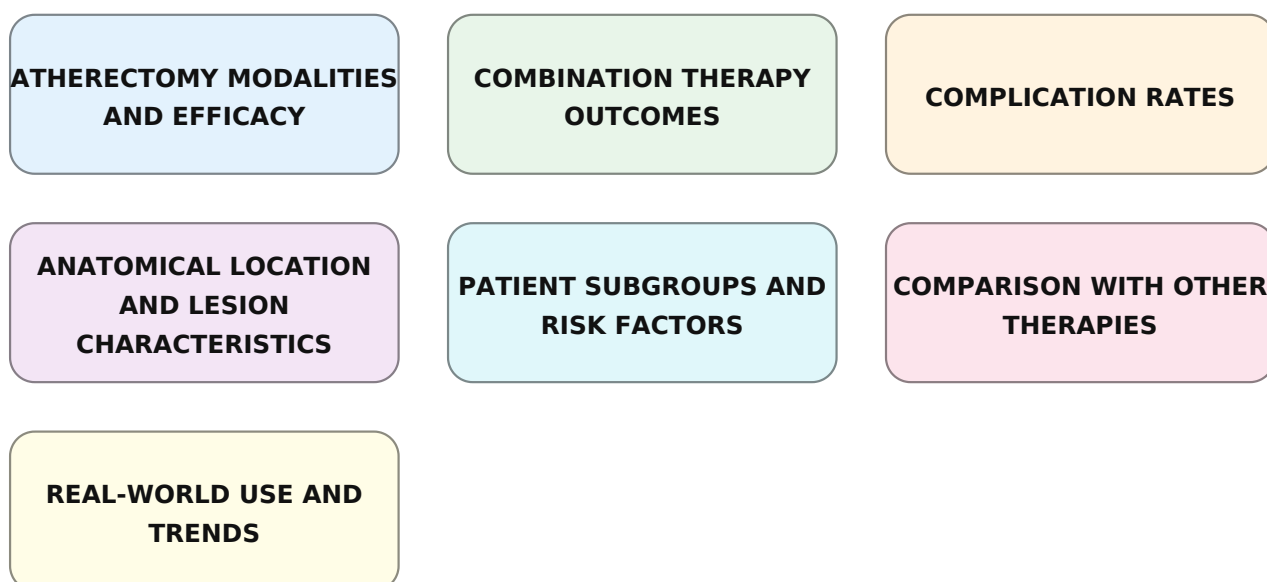 ATHERECTOMY MODALITIES
AND EFFICACY
COMBINATION THERAPY
OUTCOMES
COMPLICATION RATES
ANATOMICAL LOCATION
AND LESION
CHARACTERISTICS
PATIENT SUBGROUPS AND
RISK FACTORS
COMPARISON WITH OTHER
THERAPIES
REAL-WORLD USE AND
TRENDS